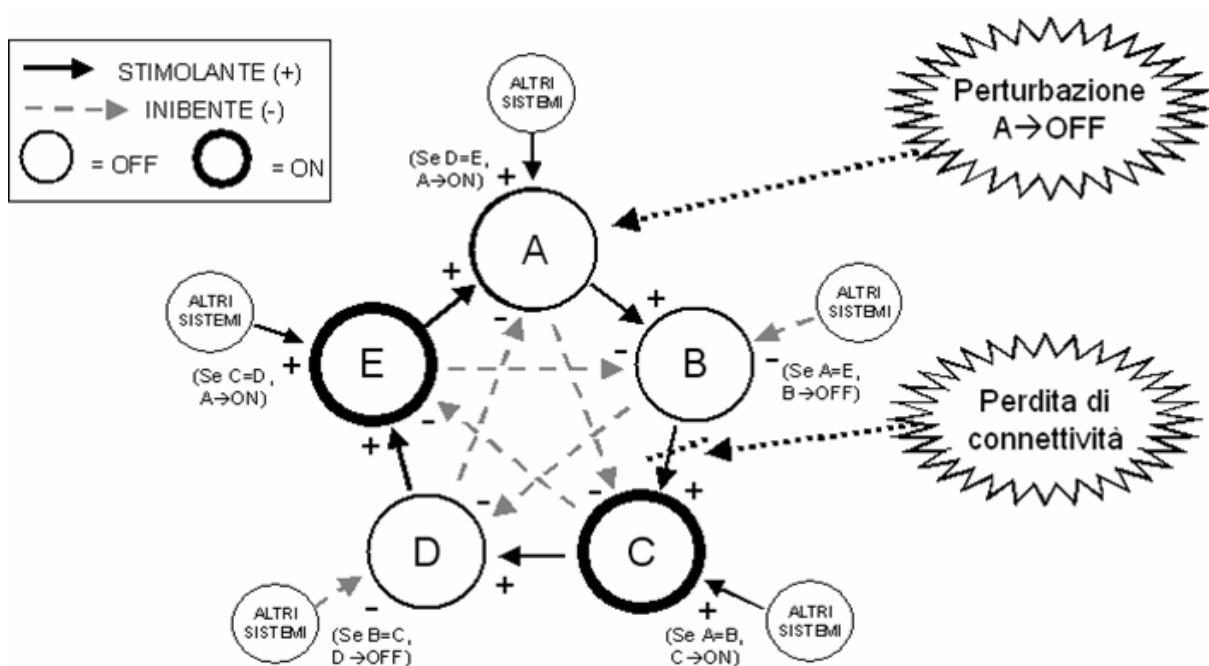 STIMOLANTE (+)
INIBENTE (-)
= OFF
= ON
ALTRI
SISTEMI
(Se D=E,
A→ON)
+
A
Perturbazione
A→OFF
ALTRI
SISTEMI
+
(Se C=D,
A→ON)
E
+
-
+
-
+
-
B
ALTRI
SISTEMI
-
(Se A=E,
B→OFF)
Perdita di
connettività
D
-
+
-
(Se B=C,
D→OFF)
ALTRI
SISTEMI
C
-
+
+
(Se A=B,
C→ON)
ALTRI
SISTEMI